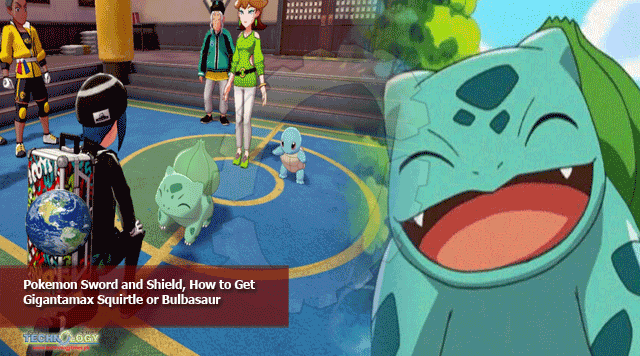 Pokemon Sword and Shield, How to Get
Gigantamax Squirtle or Bulbasaur
TECHNOLOGY